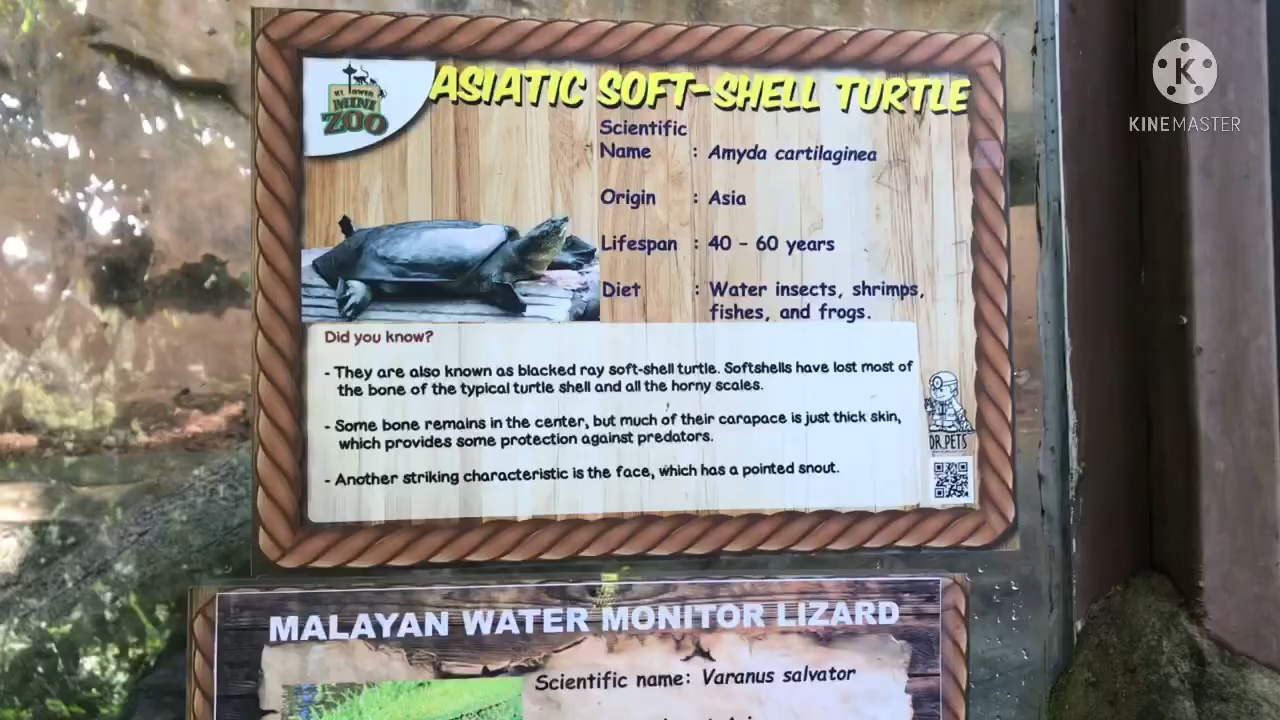 ASIATIC SOFT-SHELL TURTLE
KL TOWER
MINI
ZOO
Scientific
Name : Amyda cartilaginea
Origin : Asia
Lifespan : 40 - 60 years
Diet : Water insects, shrimps,
fishes, and frogs.
Did you know?
- They are also known as blacked ray soft-shell turtle. Softshells have lost most of
the bone of the typical turtle shell and all the horny scales.
- Some bone remains in the center, but much of their carapace is just thick skin,
which provides some protection against predators.
- Another striking characteristic is the face, which has a pointed snout.
DR.PETS
MALAYAN WATER MONITOR LIZARD
Scientific name: Varanus salvator
K
KINEMASTER